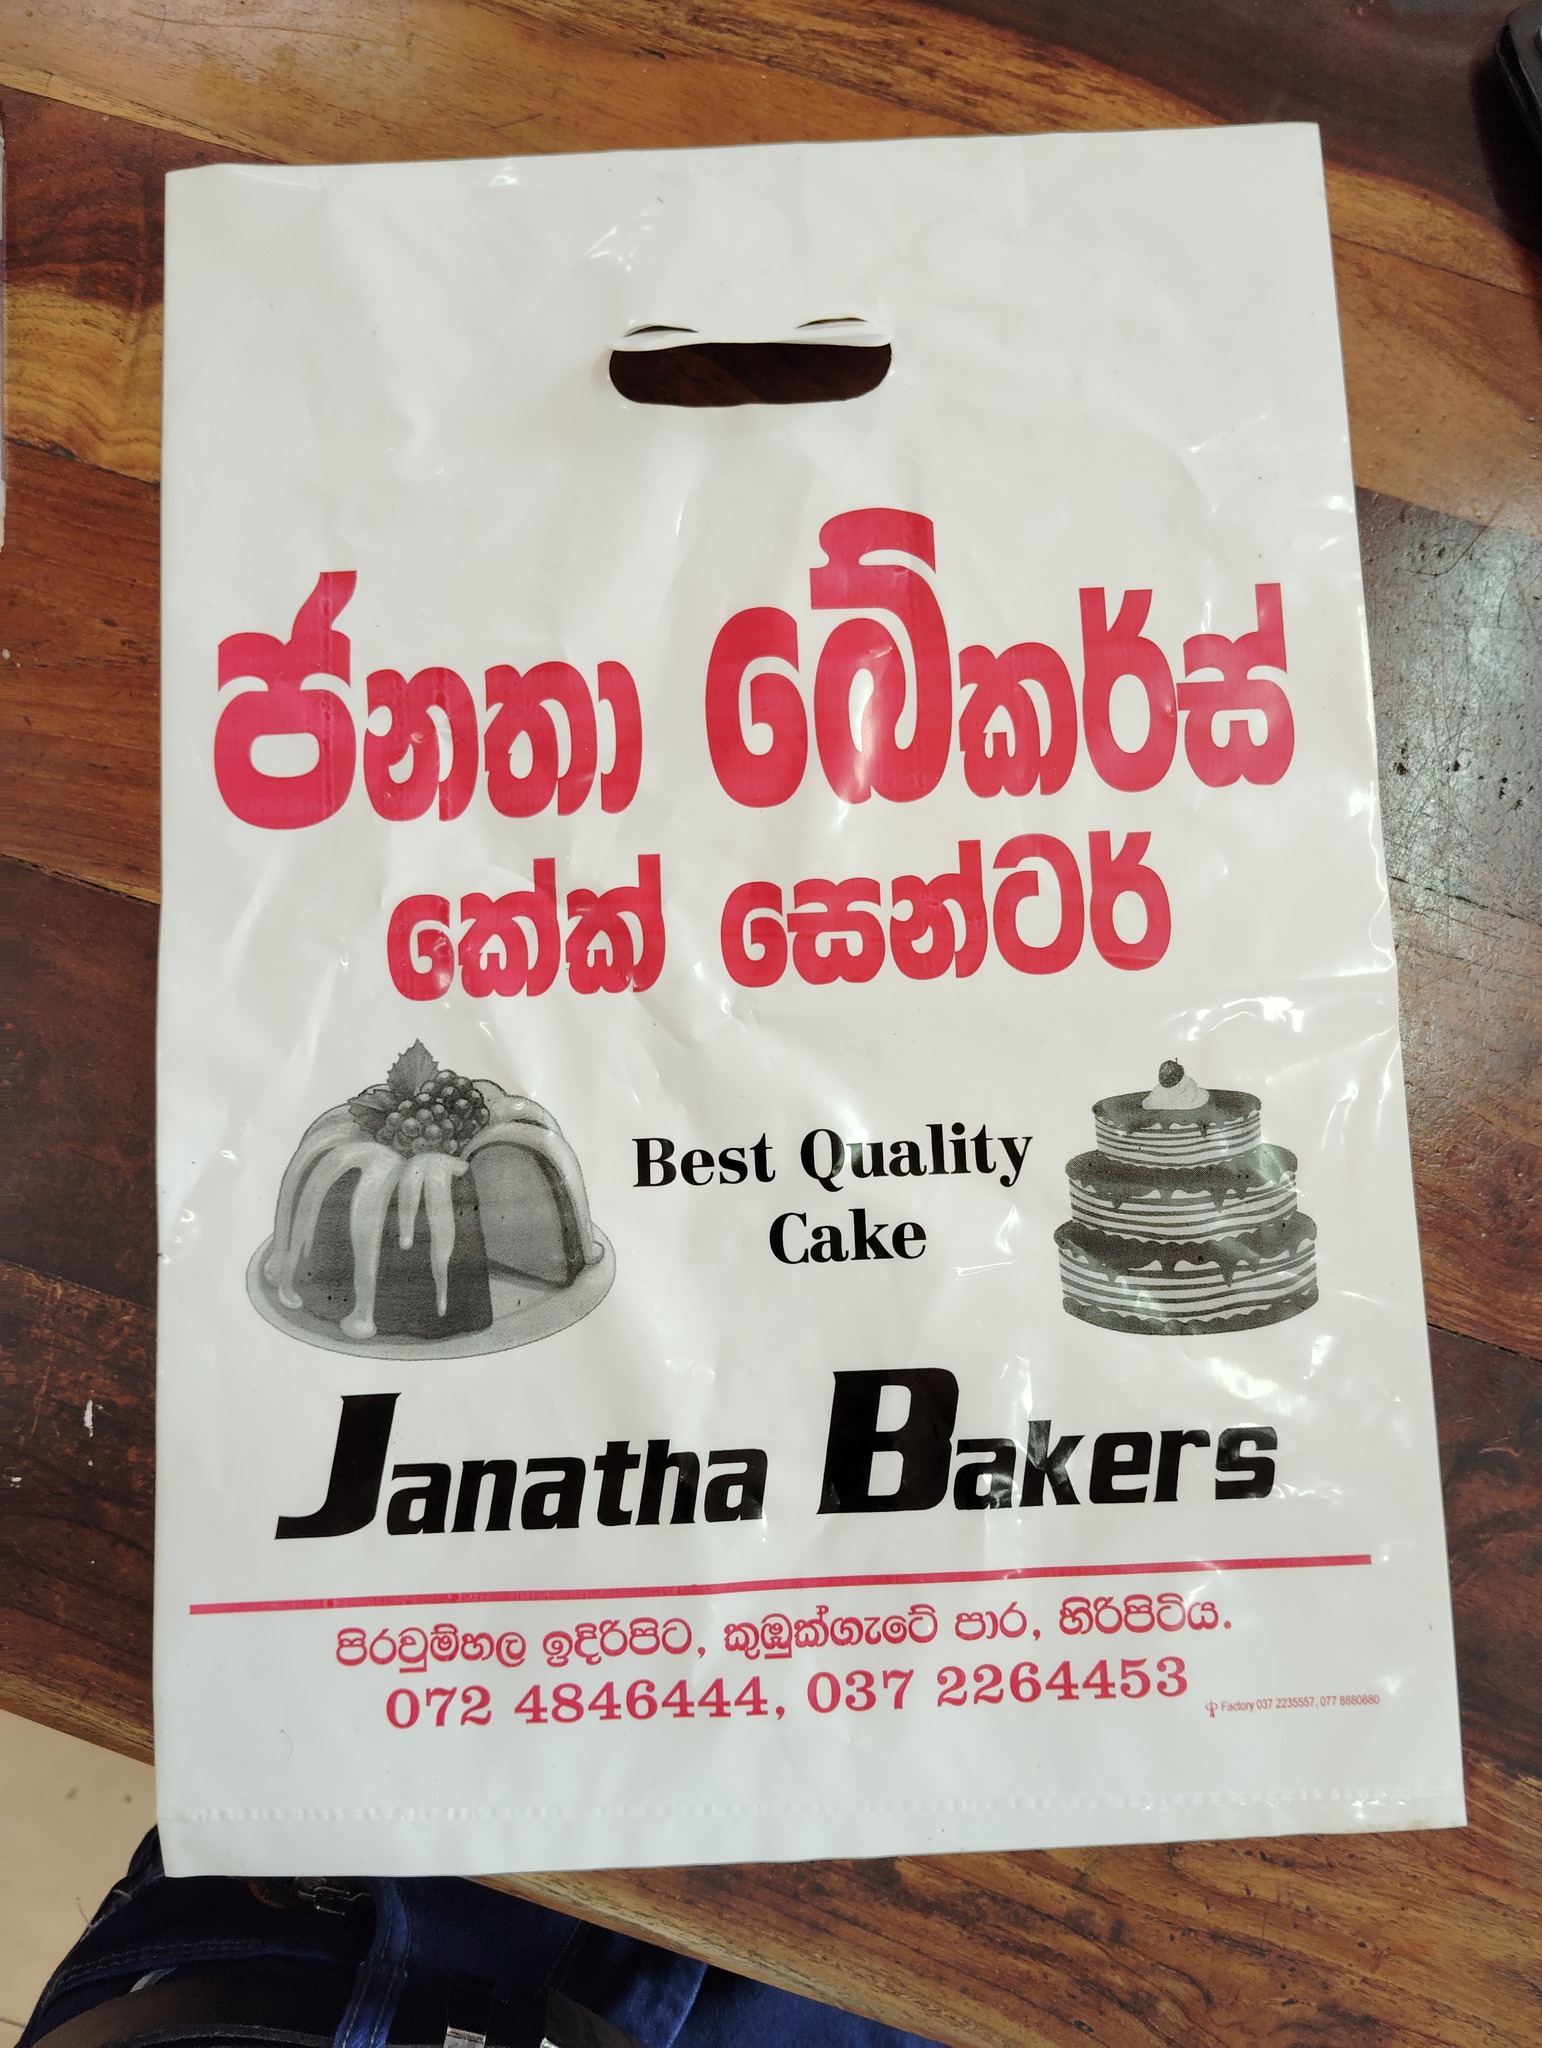 ජනතා බේකර්ස්
කේක් සෙන්ටර්
Best Quality
Cake
Janatha Bakers
පිරවුම්හල ඉදිරිපිට, කුඹුක්ගැටේ පාර, හිරිපිටිය.
072 4846444, 037 2264453
Factory 037 2235557, 077 8880880